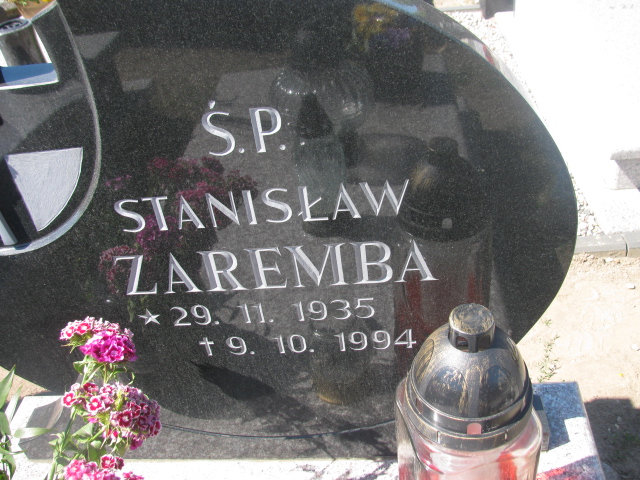 Ś.P.
STANISŁAW
ZAREMBA
* 29. 11. 1935
† 9. 10. 1994